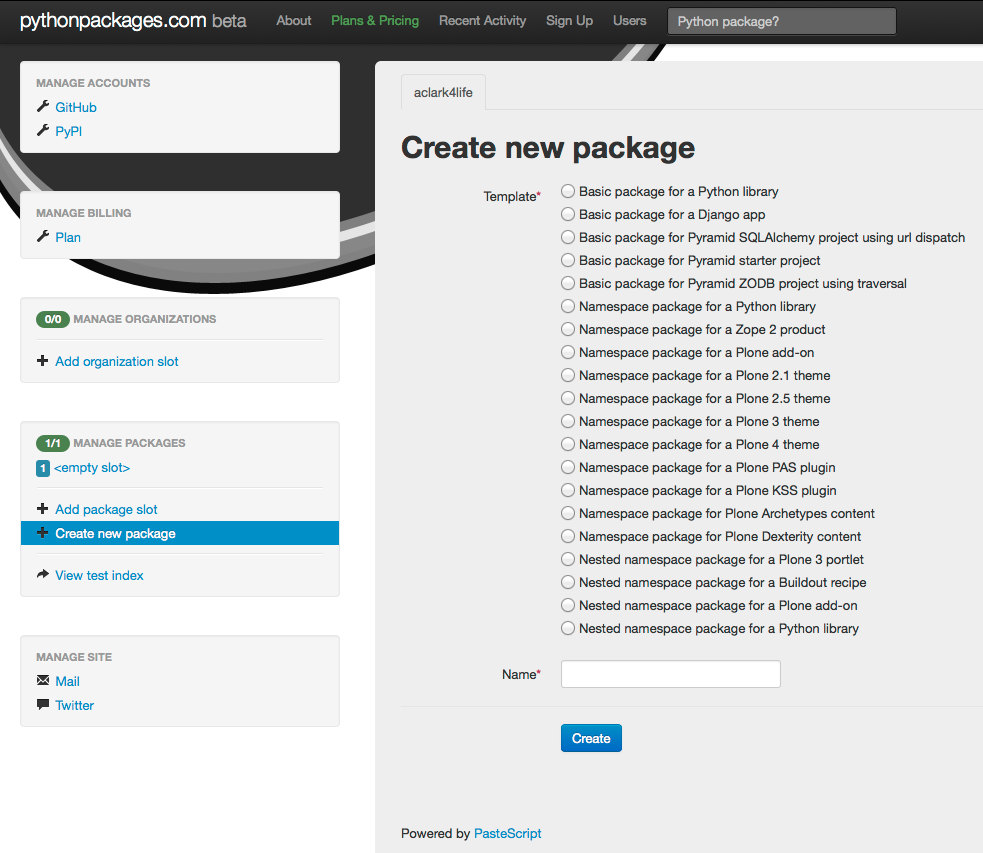 pythonpackages.com beta About Plans & Pricing Recent Activity Sign Up Users Python package?
MANAGE ACCOUNTS
GitHub
PyPI
MANAGE BILLING
Plan
0/0 MANAGE ORGANIZATIONS
Add organization slot
1/1 MANAGE PACKAGES
1 <empty slot>
Add package slot
Create new package
View test index
MANAGE SITE
Mail
Twitter
aclark4life
Create new package
Template*
Basic package for a Python library
Basic package for a Django app
Basic package for Pyramid SQLAlchemy project using url dispatch
Basic package for Pyramid starter project
Basic package for Pyramid ZODB project using traversal
Namespace package for a Python library
Namespace package for a Zope 2 product
Namespace package for a Plone add-on
Namespace package for a Plone 2.1 theme
Namespace package for a Plone 2.5 theme
Namespace package for a Plone 3 theme
Namespace package for a Plone 4 theme
Namespace package for a Plone PAS plugin
Namespace package for a Plone KSS plugin
Namespace package for Plone Archetypes content
Namespace package for Plone Dexterity content
Nested namespace package for a Plone 3 portlet
Nested namespace package for a Buildout recipe
Nested namespace package for a Plone add-on
Nested namespace package for a Python library
Name*
Create
Powered by PasteScript